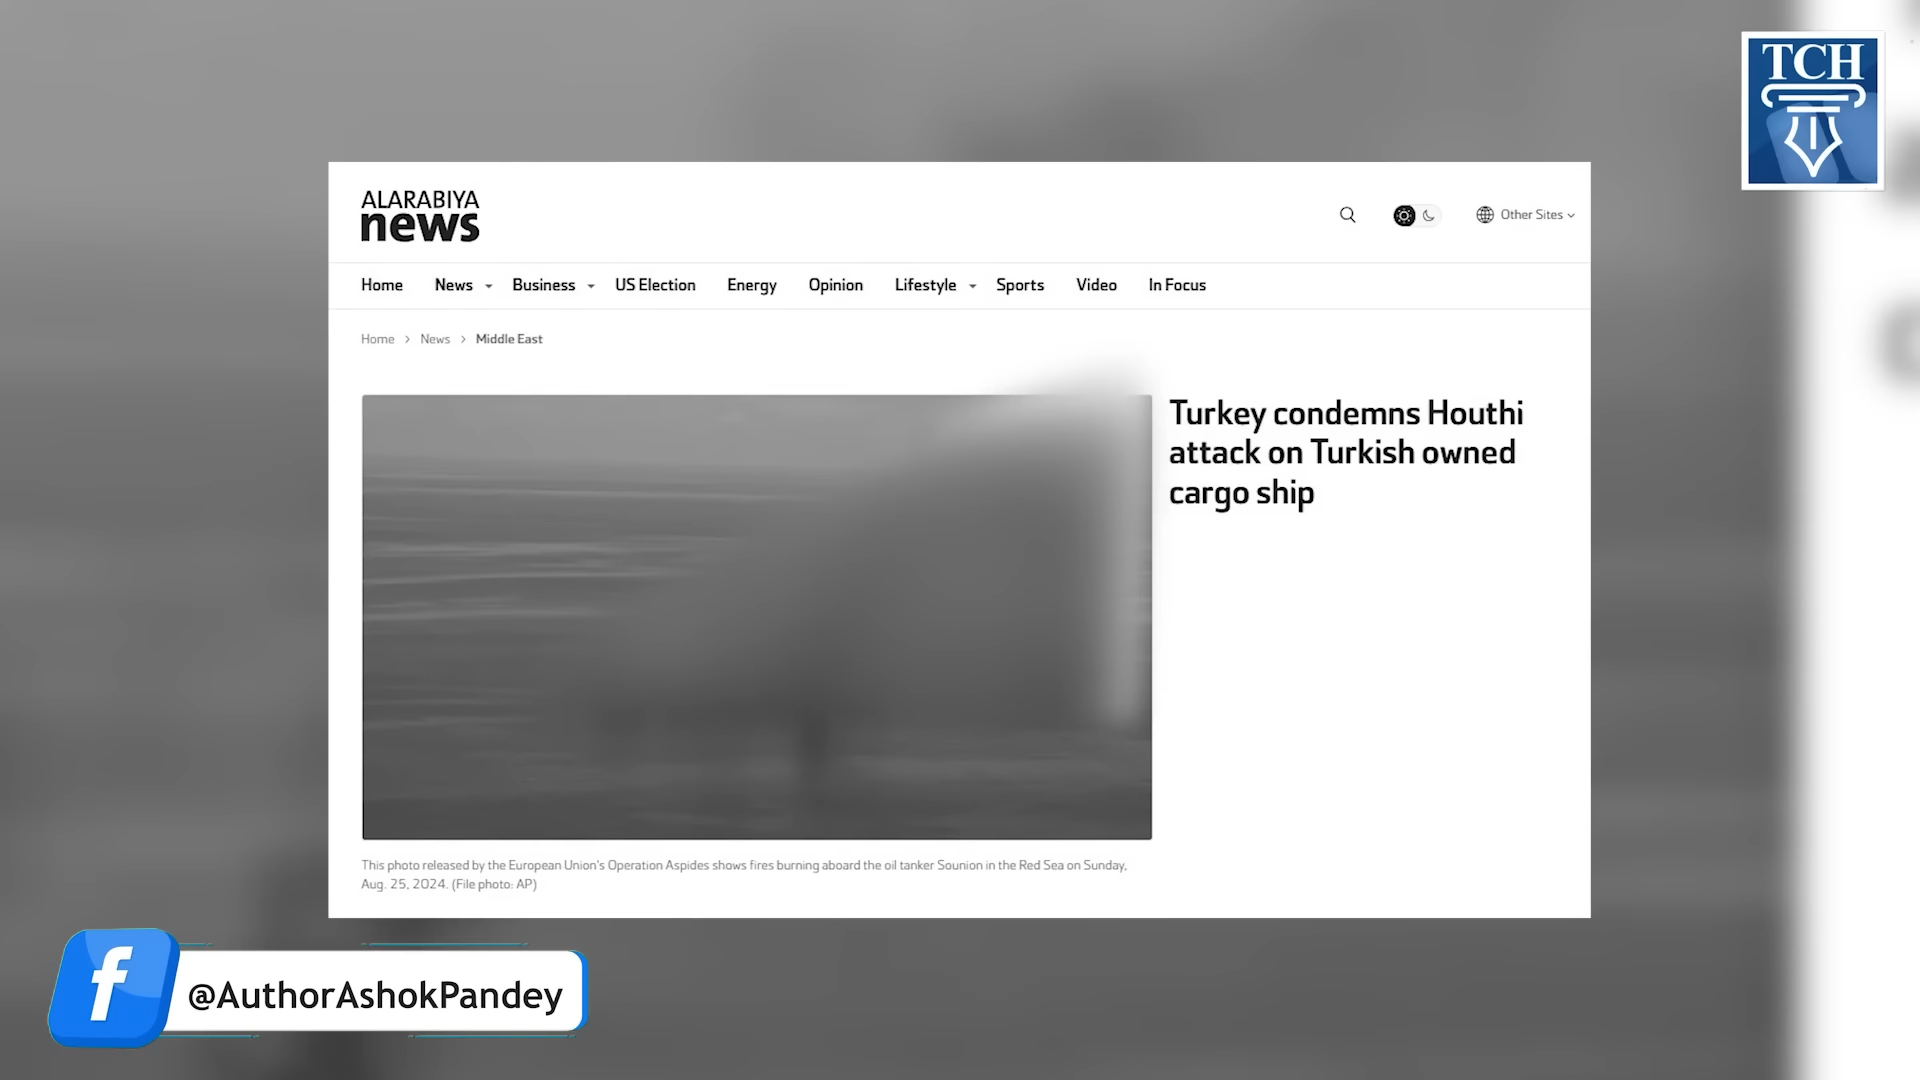 TCH
ALARABIYA
news
Other Sites
Home News Business US Election Energy Opinion Lifestyle Sports Video In Focus
Home > News > Middle East
Turkey condemns Houthi
attack on Turkish owned
cargo ship
This photo released by the European Union's Operation Aspides shows fires burning aboard the oil tanker Sounion in the Red Sea on Sunday,
Aug. 25, 2024. (File photo: AP)
f
@AuthorAshokPandey